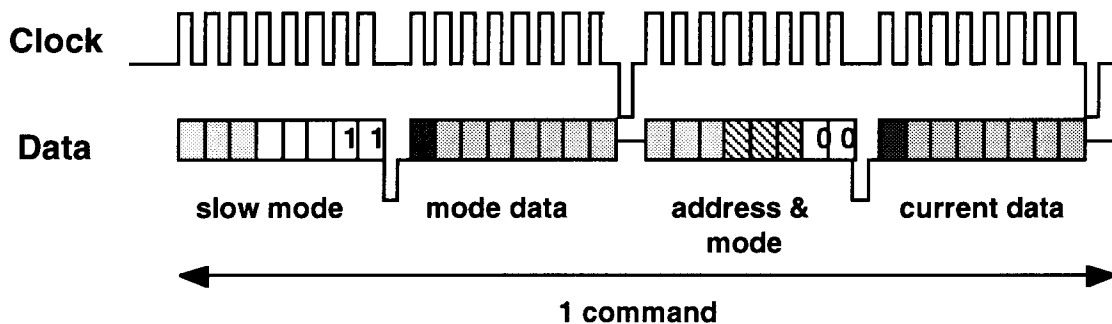 Clock
Data
1 1
0 0
slow mode
mode data
address &
mode
current data
1 command